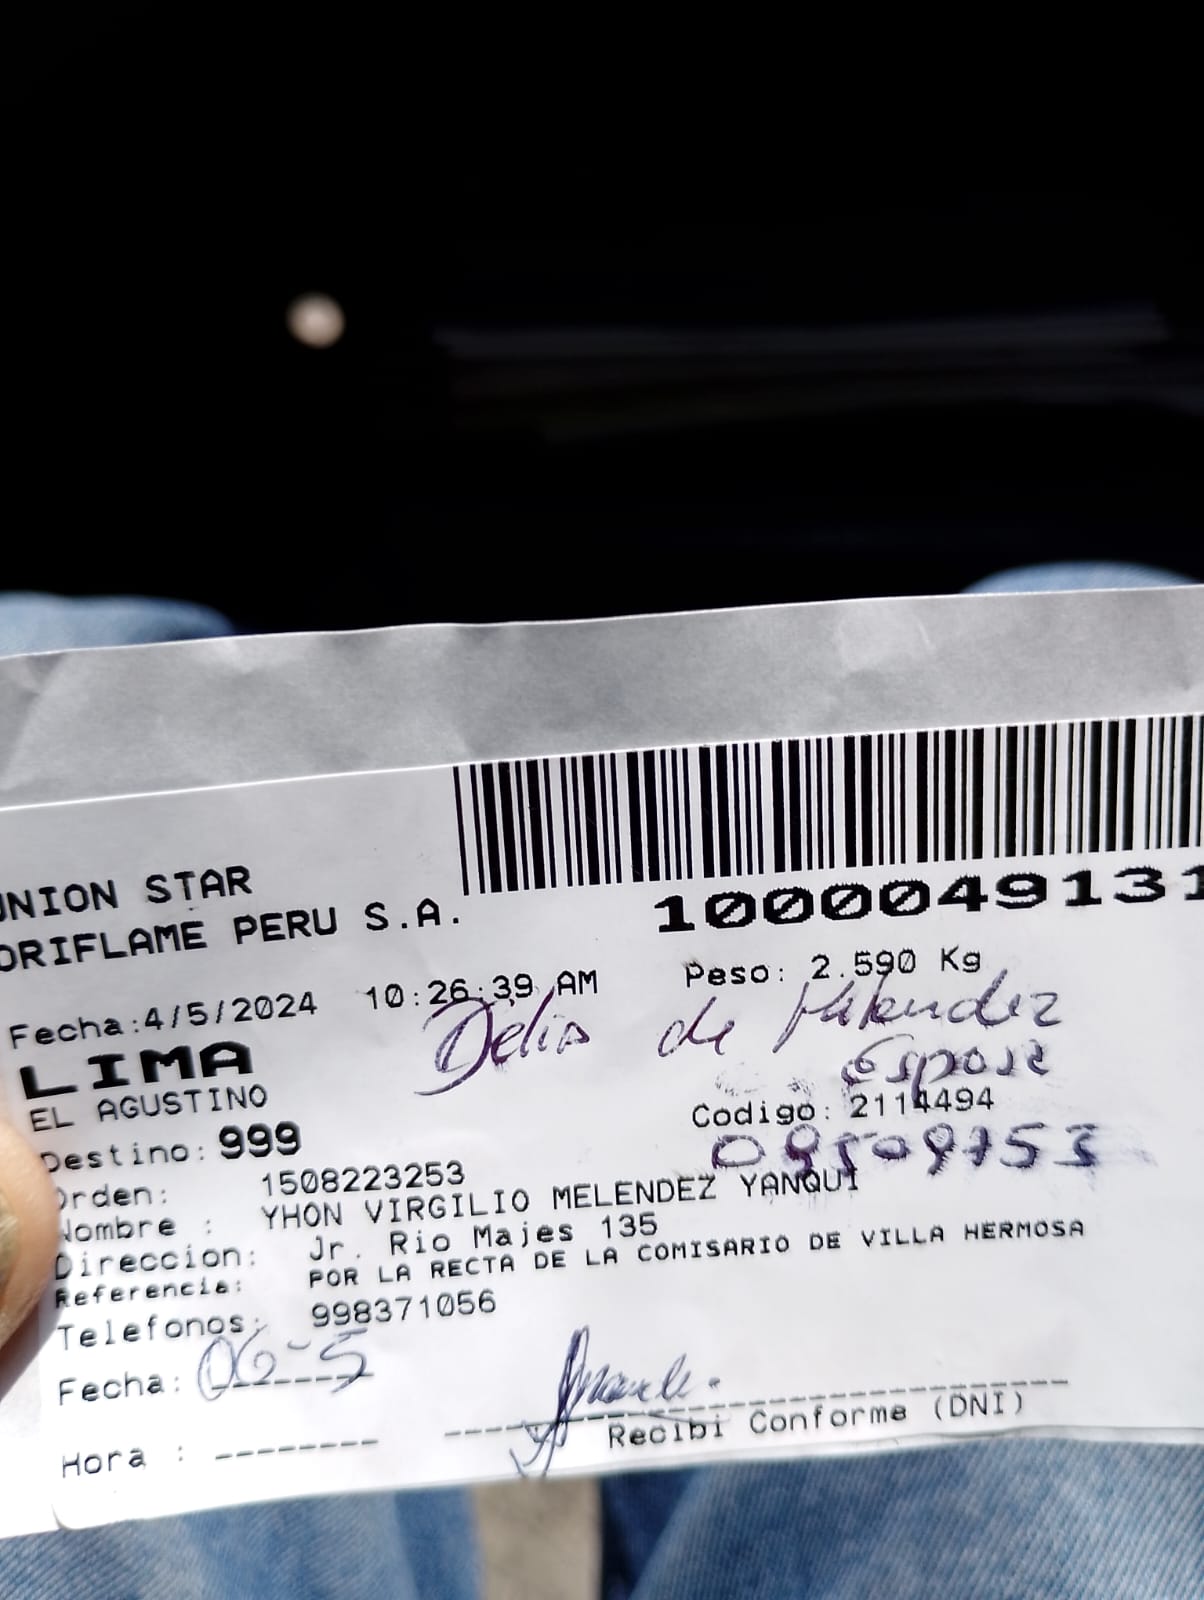 UNION STAR
ORIFLAME PERU S.A.
1000049131
Fecha:4/5/2024 10:26:39 AM Peso: 2.590 Kg
Delia de Melendez
LIMA
Esposa
EL AGUSTINO
Codigo: 2114494
Destino: 999
09509753
Orden: 1508223253
Nombre : YHON VIRGILIO MELENDEZ YANQUI
Direccion: Jr. Rio Majes 135
Referencia: POR LA RECTA DE LA COMISARIO DE VILLA HERMOSA
Telefonos: 998371056
Fecha: 06-5
Recibi Conforme (DNI)
Hora :